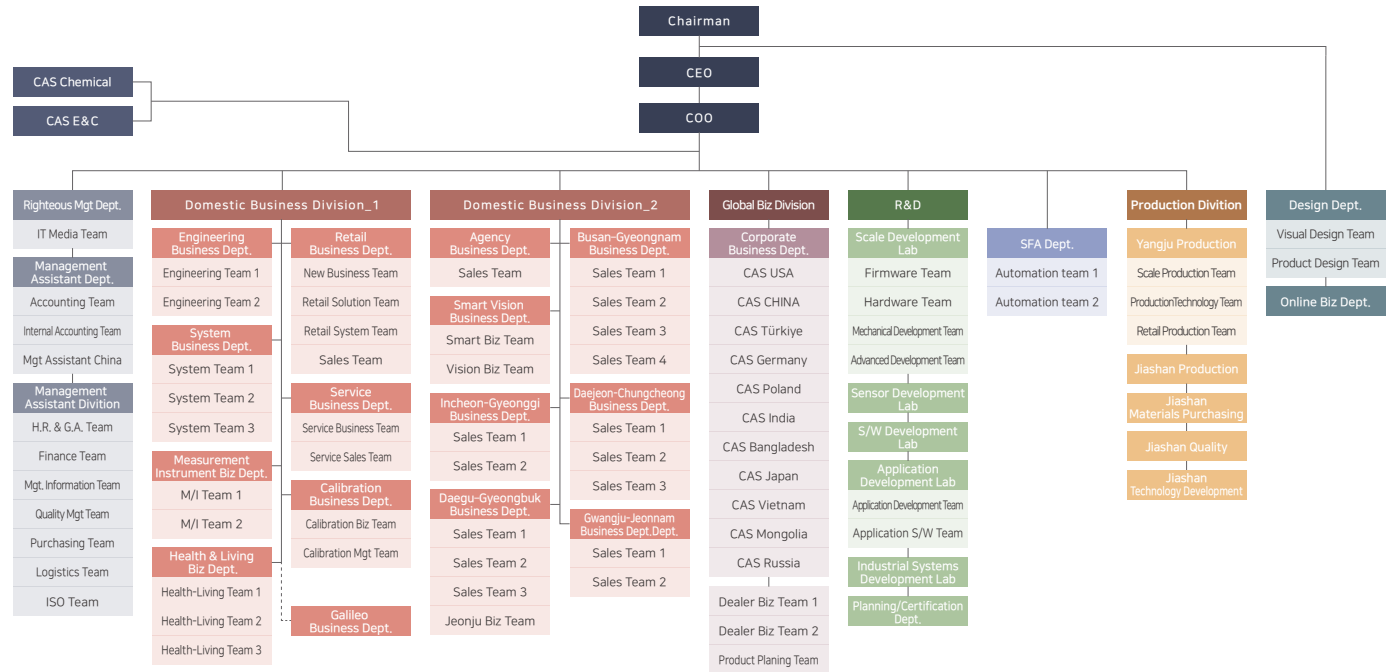 Chairman
CEO
COO
CAS Chemical
CAS E&C
Righteous Mgt Dept.
IT Media Team
Management
Assistant Dept.
Accounting Team
Internal Accounting Team
Mgt Assistant China
Management
Assistant Divition
H.R. & G.A. Team
Finance Team
Mgt. Information Team
Quality Mgt Team
Purchasing Team
Logistics Team
ISO Team
Domestic Business Division_1
Engineering
Business Dept.
Engineering Team 1
Engineering Team 2
System
Business Dept.
System Team 1
System Team 2
System Team 3
Measurement
Instrument Biz Dept.
M/I Team 1
M/I Team 2
Health & Living
Biz Dept.
Health-Living Team 1
Health-Living Team 2
Health-Living Team 3
Retail
Business Dept.
New Business Team
Retail Solution Team
Retail System Team
Sales Team
Service
Business Dept.
Service Business Team
Service Sales Team
Calibration
Business Dept.
Calibration Biz Team
Calibration Mgt Team
Galileo
Business Dept.
Domestic Business Division_2
Agency
Business Dept.
Sales Team
Smart Vision
Business Dept.
Smart Biz Team
Vision Biz Team
Incheon-Gyeonggi
Business Dept.
Sales Team 1
Sales Team 2
Daegu-Gyeongbuk
Business Dept.
Sales Team 1
Sales Team 2
Sales Team 3
Jeonju Biz Team
Busan-Gyeongnam
Business Dept.
Sales Team 1
Sales Team 2
Sales Team 3
Sales Team 4
Daejeon-Chungcheong
Business Dept.
Sales Team 1
Sales Team 2
Sales Team 3
Gwangju-Jeonnam
Business Dept.Dept.
Sales Team 1
Sales Team 2
Global Biz Division
Corporate
Business Dept.
CAS USA
CAS CHINA
CAS Türkiye
CAS Germany
CAS Poland
CAS India
CAS Bangladesh
CAS Japan
CAS Vietnam
CAS Mongolia
CAS Russia
Dealer Biz Team 1
Dealer Biz Team 2
Product Planing Team
R&D
Scale Development
Lab
Firmware Team
Hardware Team
Mechanical Development Team
Advanced Development Team
Sensor Development
Lab
S/W Development
Lab
Application
Development Lab
Application Development Team
Application S/W Team
Industrial Systems
Development Lab
Planning/Certification
Dept.
SFA Dept.
Automation team 1
Automation team 2
Production Divition
Yangju Production
Scale Production Team
ProductionTechnology Team
Retail Production Team
Jiashan Production
Jiashan
Materials Purchasing
Jiashan Quality
Jiashan
Technology Development
Design Dept.
Visual Design Team
Product Design Team
Online Biz Dept.